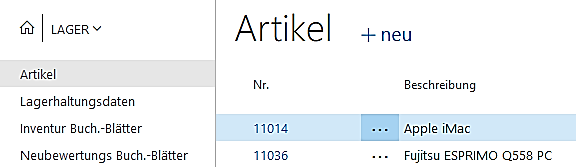 LAGER
Artikel
Lagerhaltungsdaten
Inventur Buch.-Blätter
Neubewertungs Buch.-Blätter
Artikel + neu
Nr. Beschreibung
11014 ... Apple iMac
11036 ... Fujitsu ESPRIMO Q558 PC